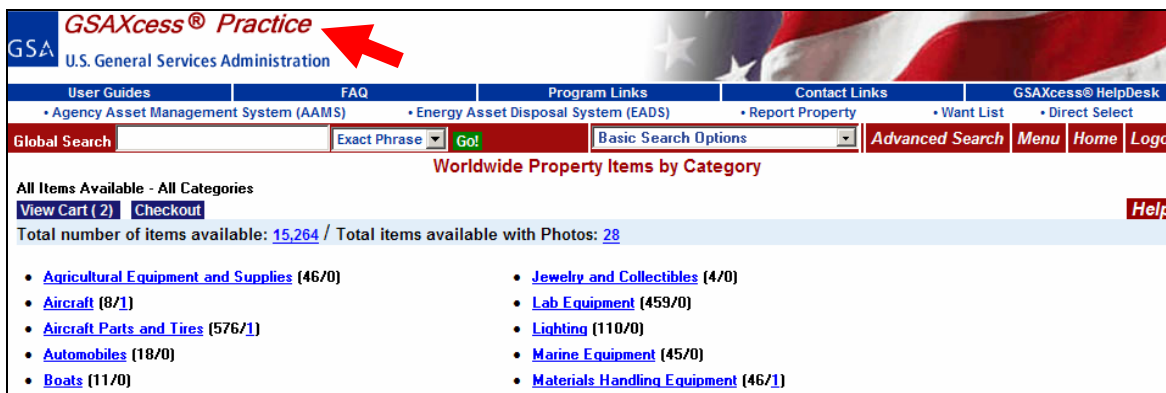 GSAXcess® Practice
GSA
U.S. General Services Administration
User Guides FAQ Program Links Contact Links GSAXcess® HelpDesk
• Agency Asset Management System (AAMS) • Energy Asset Disposal System (EADS) • Report Property • Want List • Direct Select
Global Search Exact Phrase Go! Basic Search Options Advanced Search Menu Home Logo
Worldwide Property Items by Category
All Items Available - All Categories
View Cart ( 2) Checkout Help
Total number of items available: 15,264 / Total items available with Photos: 28
• Agricultural Equipment and Supplies (46/0) • Jewelry and Collectibles (4/0)
• Aircraft (8/1) • Lab Equipment (459/0)
• Aircraft Parts and Tires (576/1) • Lighting (110/0)
• Automobiles (18/0) • Marine Equipment (45/0)
• Boats (11/0) • Materials Handling Equipment (46/1)